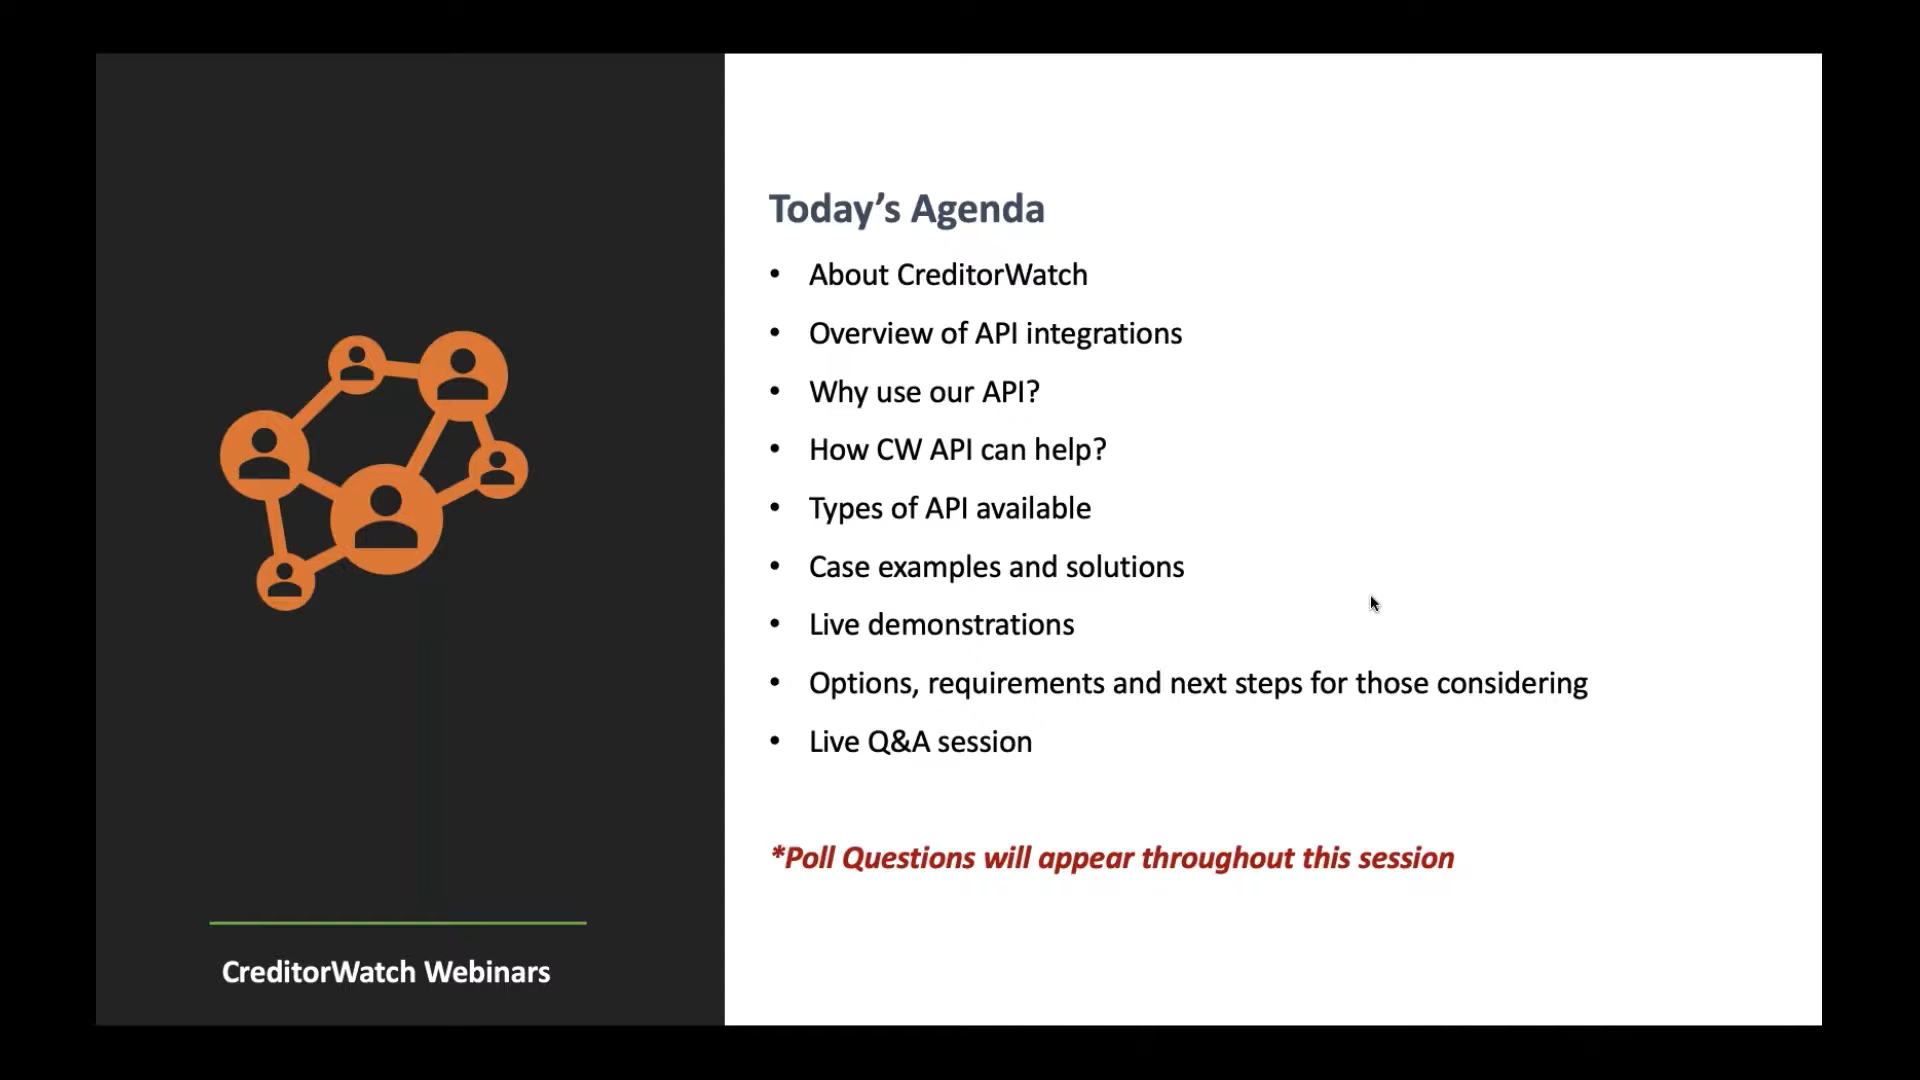 Today’s Agenda
• About CreditorWatch
• Overview of API integrations
• Why use our API?
• How CW API can help?
• Types of API available
• Case examples and solutions
• Live demonstrations
• Options, requirements and next steps for those considering
• Live Q&A session
*Poll Questions will appear throughout this session
CreditorWatch Webinars